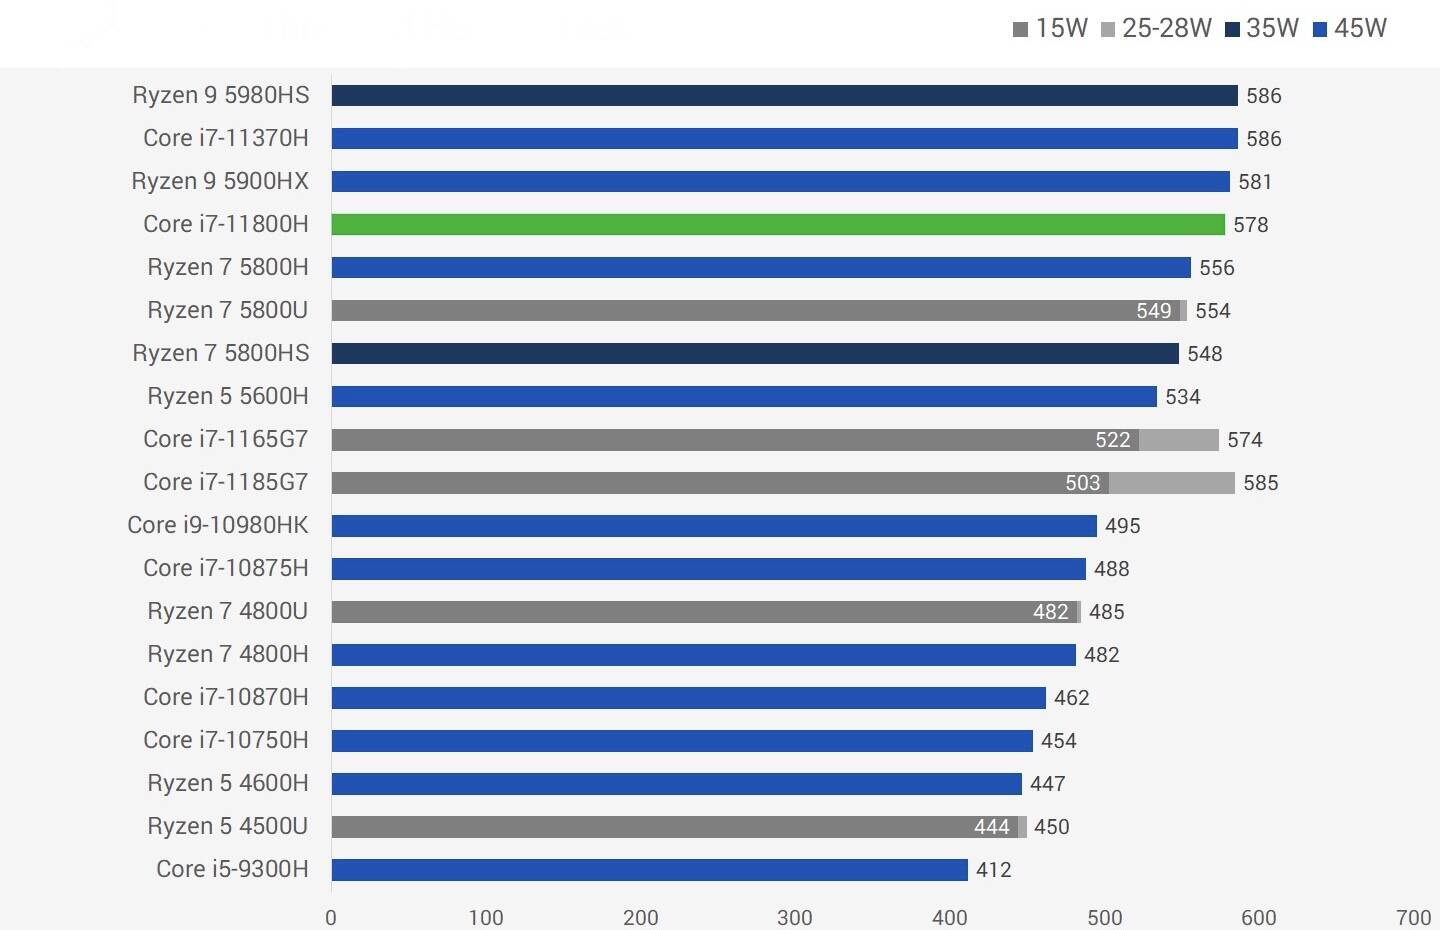 15W 25-28W 35W 45W
Ryzen 9 5980HS 586
Core i7-11370H 586
Ryzen 9 5900HX 581
Core i7-11800H 578
Ryzen 7 5800H 556
Ryzen 7 5800U 549 554
Ryzen 7 5800HS 548
Ryzen 5 5600H 534
Core i7-1165G7 522 574
Core i7-1185G7 503 585
Core i9-10980HK 495
Core i7-10875H 488
Ryzen 7 4800U 482 485
Ryzen 7 4800H 482
Core i7-10870H 462
Core i7-10750H 454
Ryzen 5 4600H 447
Ryzen 5 4500U 444 450
Core i5-9300H 412
0 100 200 300 400 500 600 700